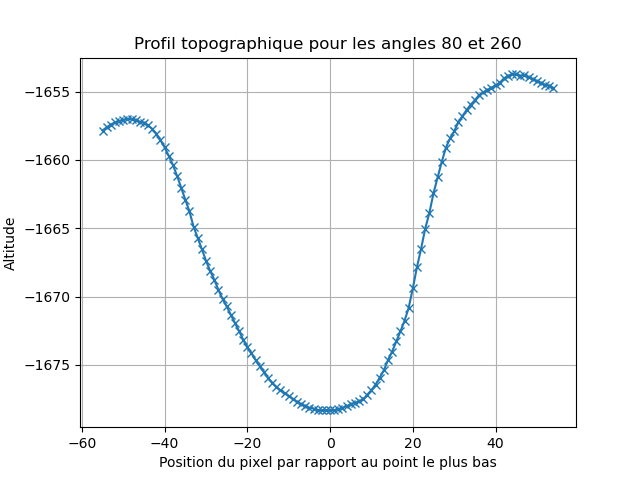 Profil topographique pour les angles 80 et 260
−1655
−1660
−1665
−1670
−1675
Altitude
−60 −40 −20 0 20 40
Position du pixel par rapport au point le plus bas